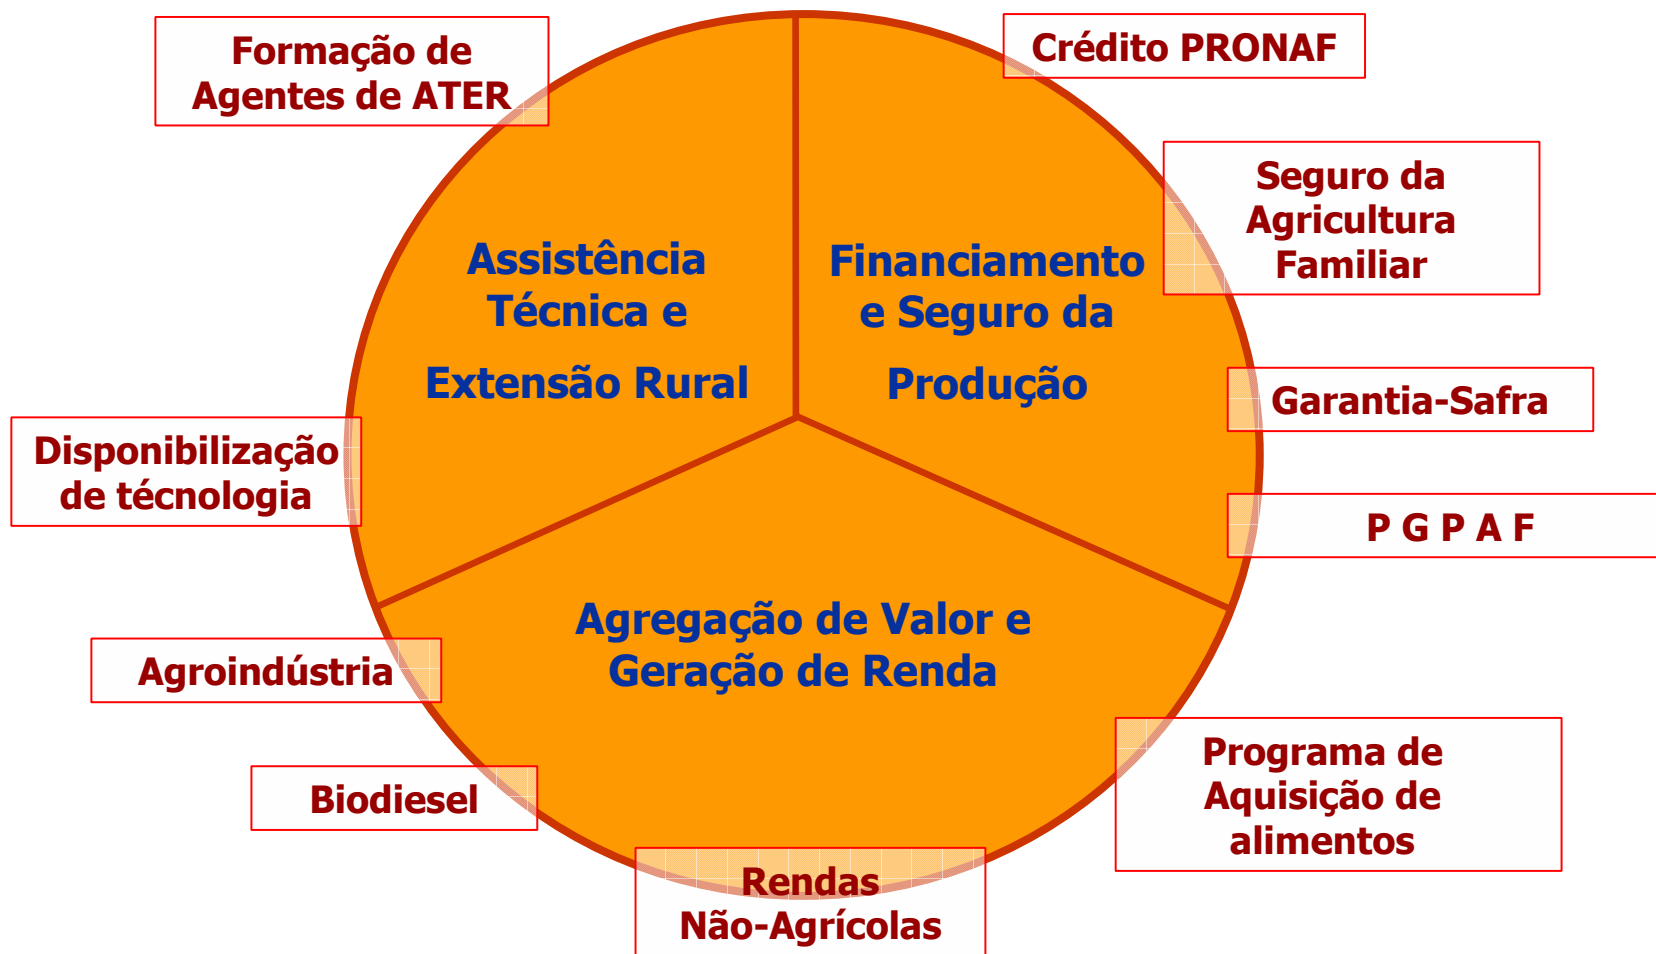 Formação de
Agentes de ATER
Crédito PRONAF
Seguro da
Agricultura
Familiar
Assistência
Técnica e
Extensão Rural
Financiamento
e Seguro da
Produção
Garantia-Safra
Disponibilização
de técnologia
P G P A F
Agregação de Valor e
Geração de Renda
Agroindústria
Biodiesel
Programa de
Aquisição de
alimentos
Rendas
Não-Agrícolas